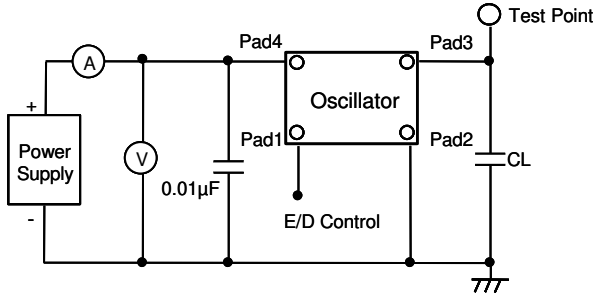 Test Point
Pad4
Pad3
A
+
Oscillator
Power
Supply
V
Pad1
Pad2
CL
0.01µF
-
E/D Control